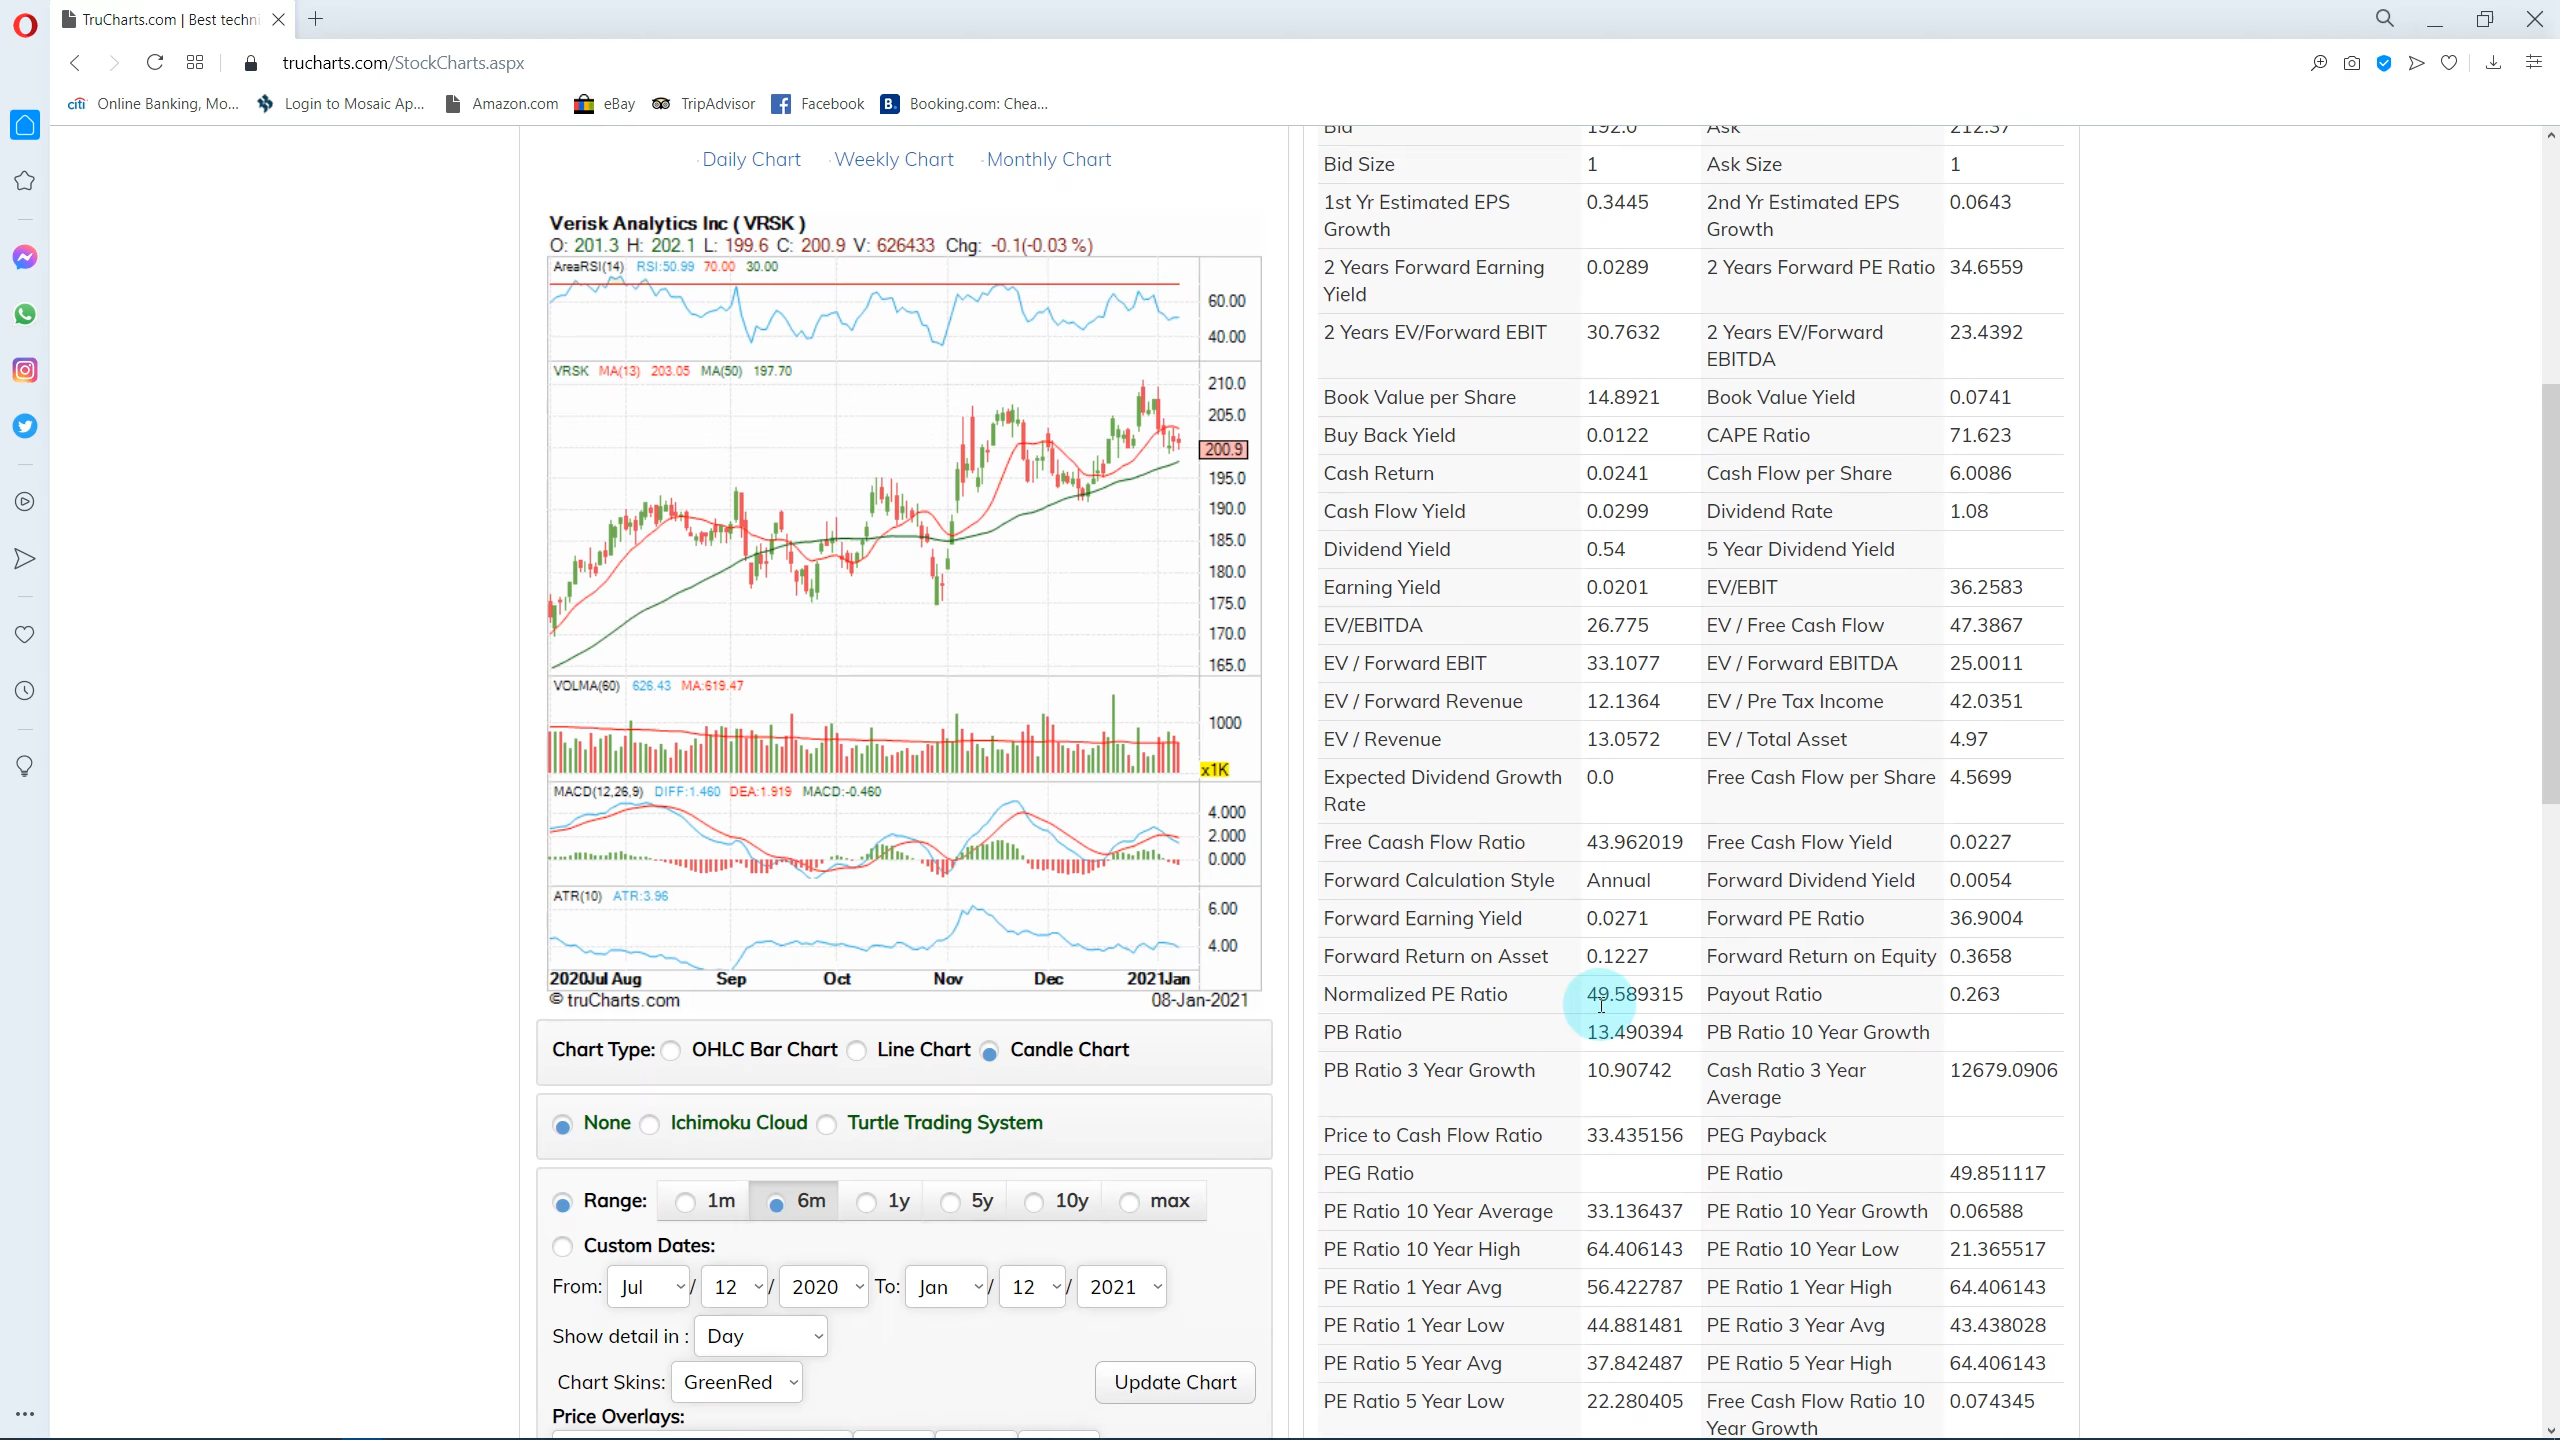 TruCharts.com | Best techni
trucharts.com/StockCharts.aspx
citi Online Banking, Mo... Login to Mosaic Ap... Amazon.com eBay TripAdvisor Facebook B. Booking.com: Chea...
Daily Chart Weekly Chart Monthly Chart
Verisk Analytics Inc ( VRSK )
O: 201.3 H: 202.1 L: 199.6 C: 200.9 V: 626433 Chg: -0.1(-0.03 %)
AreaRSI(14) RSI:50.99 70.00 30.00
60.00
40.00
VRSK MA(13) 203.05 MA(50) 197.70
210.0
205.0
200.9
195.0
190.0
185.0
180.0
175.0
170.0
165.0
VOLMA(60) 626.43 MA:619.47
1000
x1K
MACD(12,26,9) DIFF:1.460 DEA:1.919 MACD:-0.460
4.000
2.000
0.000
ATR(10) ATR:3.96
6.00
4.00
2020Jul Aug Sep Oct Nov Dec 2021Jan
© truCharts.com 08-Jan-2021
Chart Type: OHLC Bar Chart Line Chart Candle Chart
None Ichimoku Cloud Turtle Trading System
Range: 1m 6m 1y 5y 10y max
Custom Dates:
From: Jul / 12 / 2020 To: Jan / 12 / 2021
Show detail in : Day
Chart Skins: GreenRed Update Chart
Price Overlays:
Bid 192.0 Ask 212.37
Bid Size 1 Ask Size 1
1st Yr Estimated EPS 0.3445 2nd Yr Estimated EPS 0.0643
Growth Growth
2 Years Forward Earning 0.0289 2 Years Forward PE Ratio 34.6559
Yield
2 Years EV/Forward EBIT 30.7632 2 Years EV/Forward 23.4392
EBITDA
Book Value per Share 14.8921 Book Value Yield 0.0741
Buy Back Yield 0.0122 CAPE Ratio 71.623
Cash Return 0.0241 Cash Flow per Share 6.0086
Cash Flow Yield 0.0299 Dividend Rate 1.08
Dividend Yield 0.54 5 Year Dividend Yield
Earning Yield 0.0201 EV/EBIT 36.2583
EV/EBITDA 26.775 EV / Free Cash Flow 47.3867
EV / Forward EBIT 33.1077 EV / Forward EBITDA 25.0011
EV / Forward Revenue 12.1364 EV / Pre Tax Income 42.0351
EV / Revenue 13.0572 EV / Total Asset 4.97
Expected Dividend Growth 0.0 Free Cash Flow per Share 4.5699
Rate
Free Caash Flow Ratio 43.962019 Free Cash Flow Yield 0.0227
Forward Calculation Style Annual Forward Dividend Yield 0.0054
Forward Earning Yield 0.0271 Forward PE Ratio 36.9004
Forward Return on Asset 0.1227 Forward Return on Equity 0.3658
Normalized PE Ratio 49.589315 Payout Ratio 0.263
PB Ratio 13.490394 PB Ratio 10 Year Growth
PB Ratio 3 Year Growth 10.90742 Cash Ratio 3 Year 12679.0906
Average
Price to Cash Flow Ratio 33.435156 PEG Payback
PEG Ratio PE Ratio 49.851117
PE Ratio 10 Year Average 33.136437 PE Ratio 10 Year Growth 0.06588
PE Ratio 10 Year High 64.406143 PE Ratio 10 Year Low 21.365517
PE Ratio 1 Year Avg 56.422787 PE Ratio 1 Year High 64.406143
PE Ratio 1 Year Low 44.881481 PE Ratio 3 Year Avg 43.438028
PE Ratio 5 Year Avg 37.842487 PE Ratio 5 Year High 64.406143
PE Ratio 5 Year Low 22.280405 Free Cash Flow Ratio 10 0.074345
Year Growth